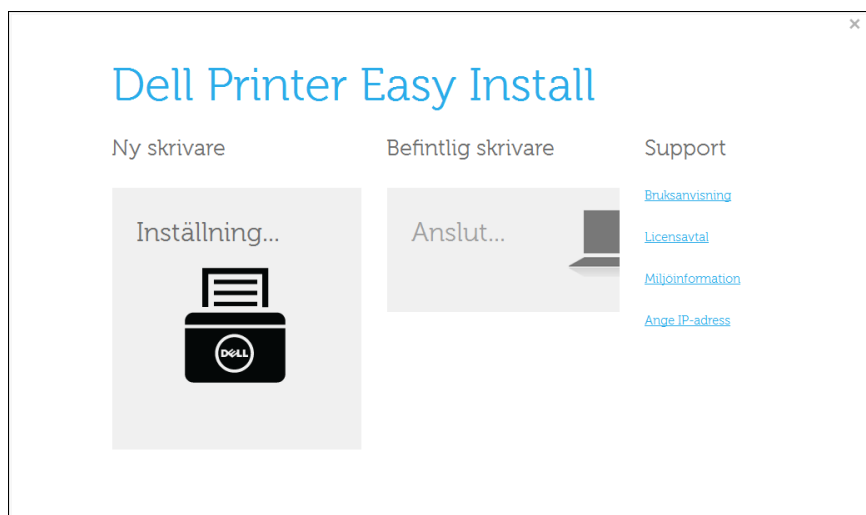 Dell Printer Easy Install
Ny skrivare
Inställning...
DELL
Befintlig skrivare
Anslut...
Support
Bruksanvisning
Licensavtal
Miljöinformation
Ange IP-adress